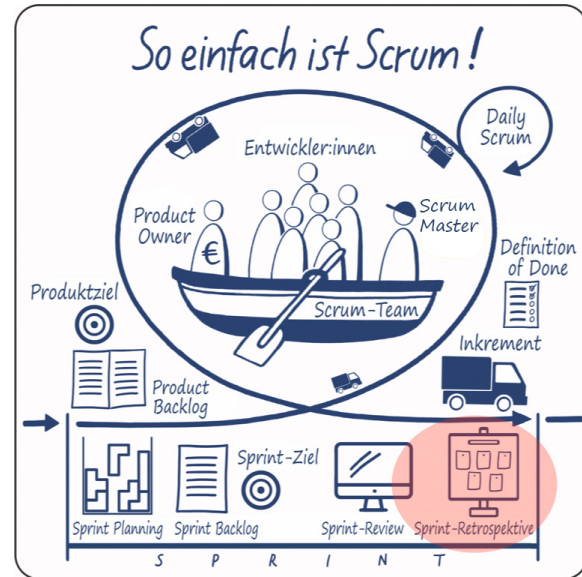 So einfach ist Scrum!
Daily
Scrum
Entwickler:innen
Product
Owner
€
Scrum
Master
Scrum-Team
Definition
of Done
Produktziel
Product
Backlog
Inkrement
Sprint-Ziel
Sprint Planning
Sprint Backlog
Sprint-Review
Sprint-Retrospektive
S P R I N T